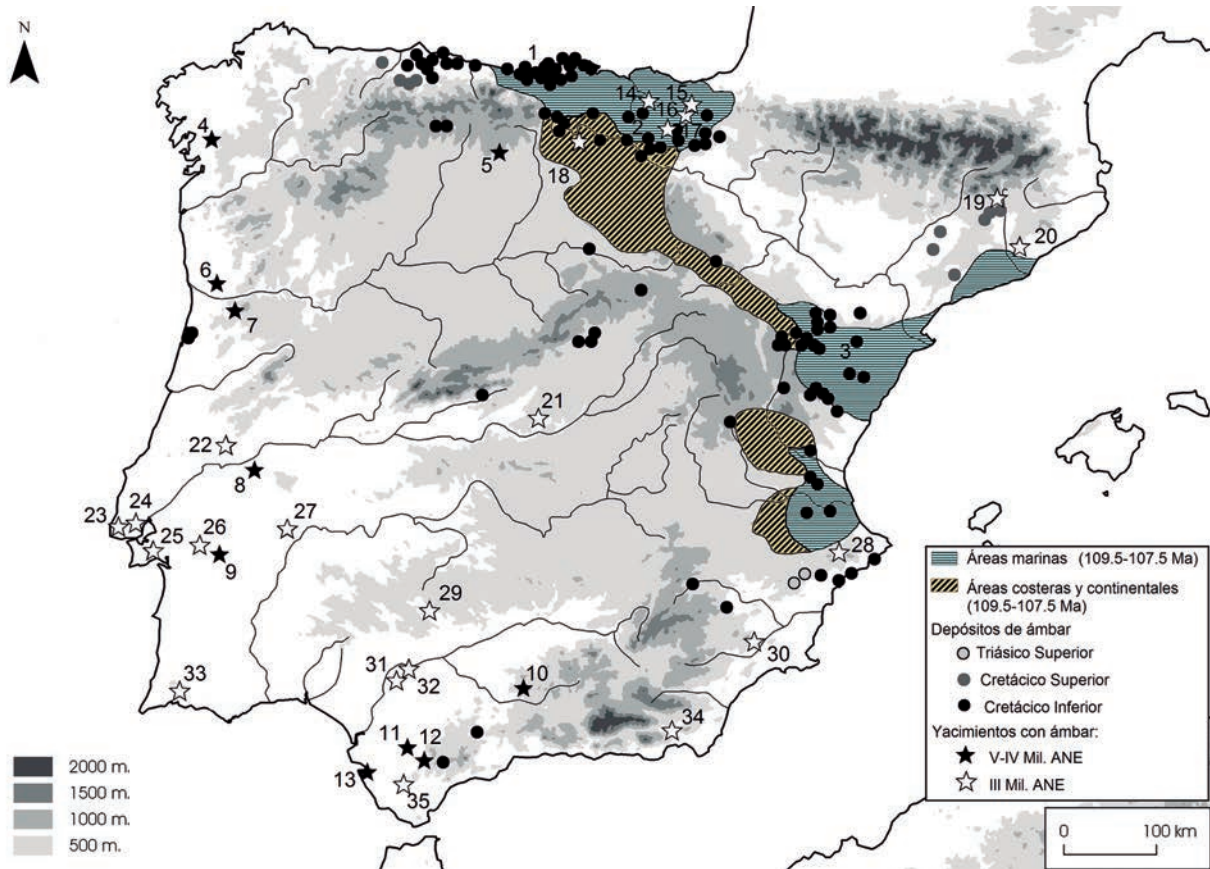 N
1
14
15
16
4
2
17
5
18
19
20
6
7
3
21
22
8
23
24
25
26
27
9
28
29
30
31
32
33
10
34
11
12
13
35
Áreas marinas (109.5-107.5 Ma)
Áreas costeras y continentales
(109.5-107.5 Ma)
Depósitos de ámbar
Triásico Superior
Cretácico Superior
Cretácico Inferior
Yacimientos con ámbar:
V-IV Mil. ANE
III Mil. ANE
2000 m.
1500 m.
1000 m.
500 m.
0 100 km